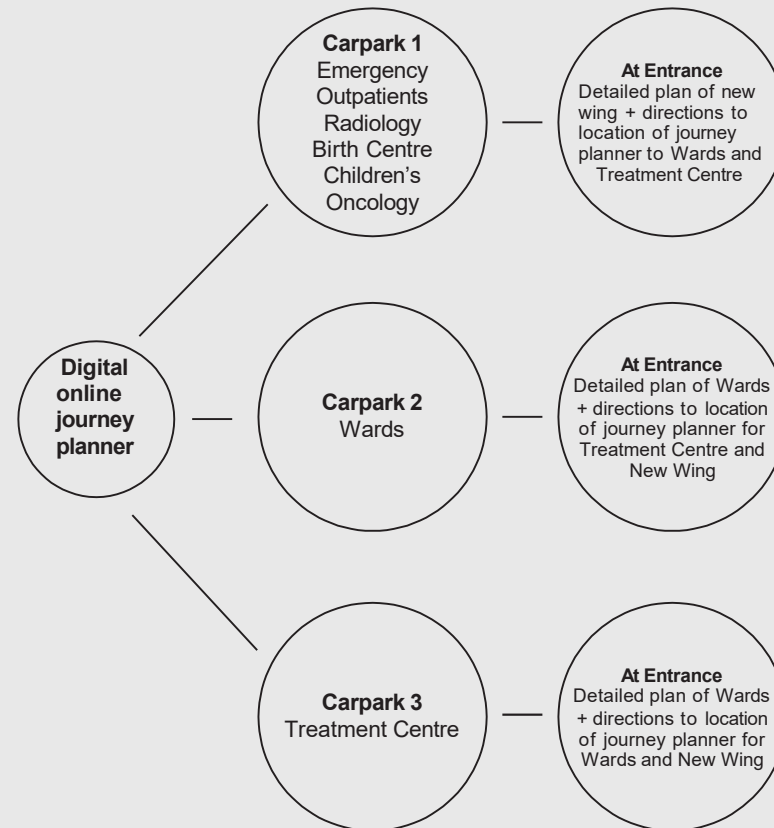 Carpark 1
Emergency
Outpatients
Radiology
Birth Centre
Children's
Oncology
At Entrance
Detailed plan of new
wing + directions to
location of journey
planner to Wards and
Treatment Centre
Digital
online
journey
planner
Carpark 2
Wards
At Entrance
Detailed plan of Wards
+ directions to location
of journey planner for
Treatment Centre and
New Wing
Carpark 3
Treatment Centre
At Entrance
Detailed plan of Wards
+ directions to location
of journey planner for
Wards and New Wing